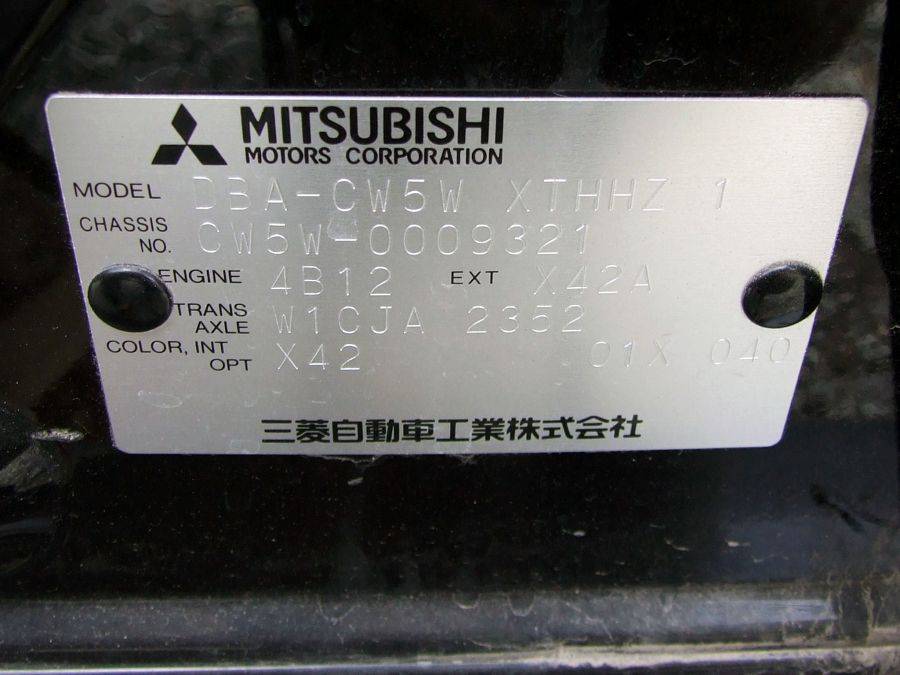 MITSUBISHI
MOTORS CORPORATION
MODEL DBA-CW5W XTHHZ 1
CHASSIS NO. CW5W-0009321
ENGINE 4B12 EXT X42A
TRANS AXLE W1CJA 2352
COLOR, INT OPT X42 01X 040
三菱自動車工業株式会社